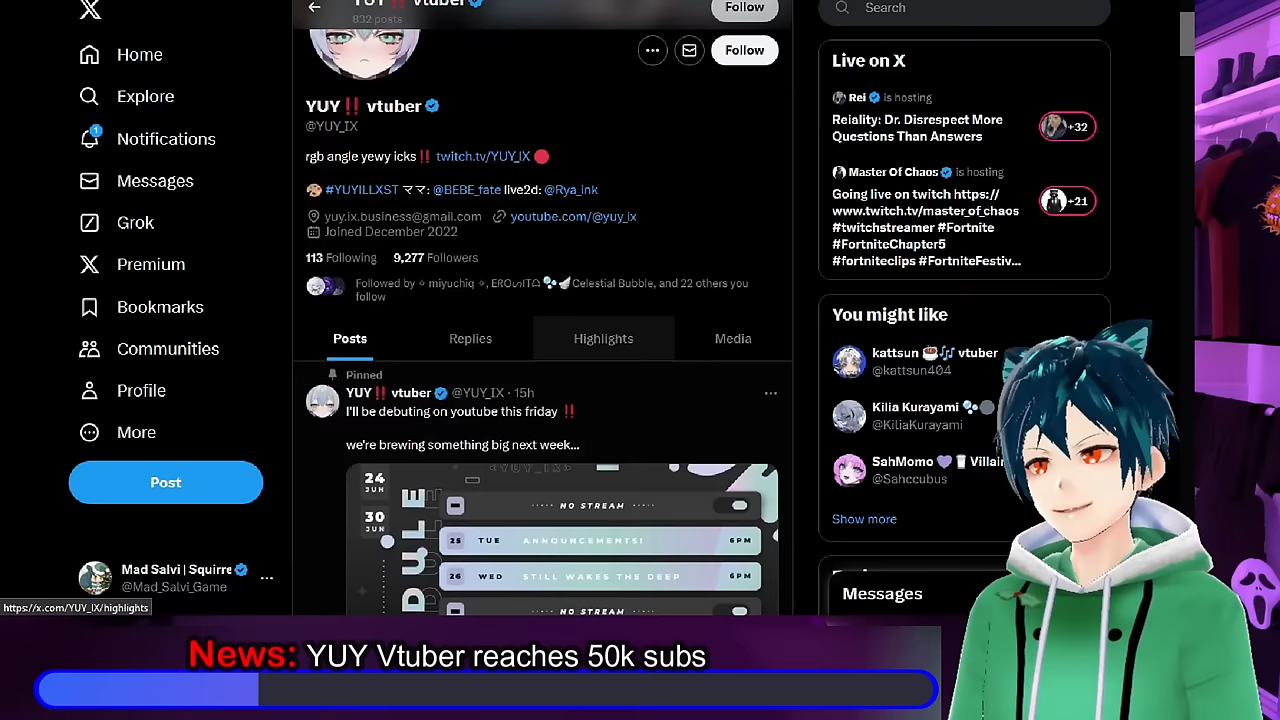 YUY‼ vtuber
832 posts
Follow
Search
Home
Explore
1
Notifications
Messages
Grok
Premium
Bookmarks
Communities
Profile
More
Post
Mad Salvi | Squirre
@Mad_Salvi_Game
https://x.com/YUY_IX/highlights
Follow
YUY‼ vtuber
@YUY_IX
rgb angle yewy icks‼ twitch.tv/YUY_IX 🔴
🎨 #YUYILLXST ママ: @BEBE_fate live2d: @Rya_ink
yuy.ix.business@gmail.com youtube.com/@yuy_ix
Joined December 2022
113 Following 9,277 Followers
Celestial Bubble, and 22 others you
follow
Posts Replies Highlights Media
Pinned
YUY‼ vtuber @YUY_IX · 15h
I'll be debuting on youtube this friday ‼
we're brewing something big next week...
24
JUN
30
JUN
NO STREAM
25 TUE ANNOUNCEMENTS! 6PM
26 WED STILL WAKES THE DEEP 6PM
Live on X
Rei is hosting
Reiality: Dr. Disrespect More
Questions Than Answers
+32
Master Of Chaos is hosting
Going live on twitch https://
www.twitch.tv/master_of_chaos
#twitchstreamer #Fortnite
#FortniteChapter5
#fortniteclips #FortniteFestiv...
+21
You might like
kattsun ☕🎶 vtuber
@kattsun404
Kilia Kurayami
@KiliaKurayami
SahMomo 💜🥛 Villain
@Sahccubus
Show more
Messages
News: YUY Vtuber reaches 50k subs